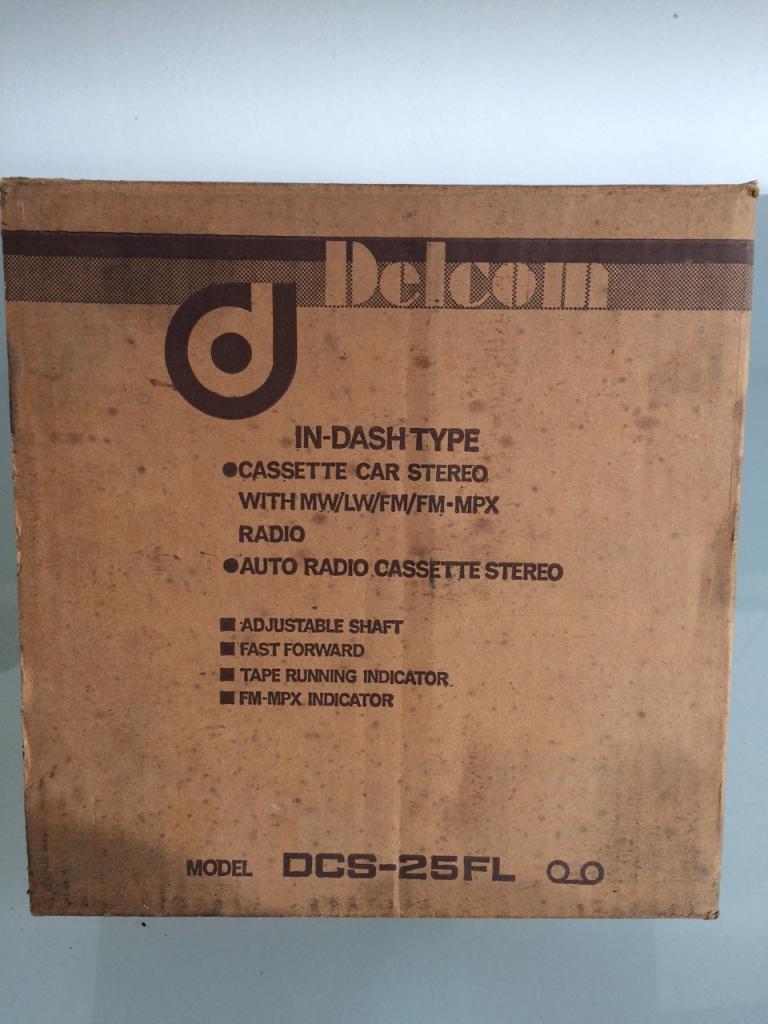 Delcom
d
IN-DASH TYPE
●CASSETTE CAR STEREO
WITH MW/LW/FM/FM-MPX
RADIO
●AUTO RADIO CASSETTE STEREO
■ ADJUSTABLE SHAFT
■ FAST FORWARD
■ TAPE RUNNING INDICATOR
■ FM-MPX INDICATOR
MODEL DCS-25FL